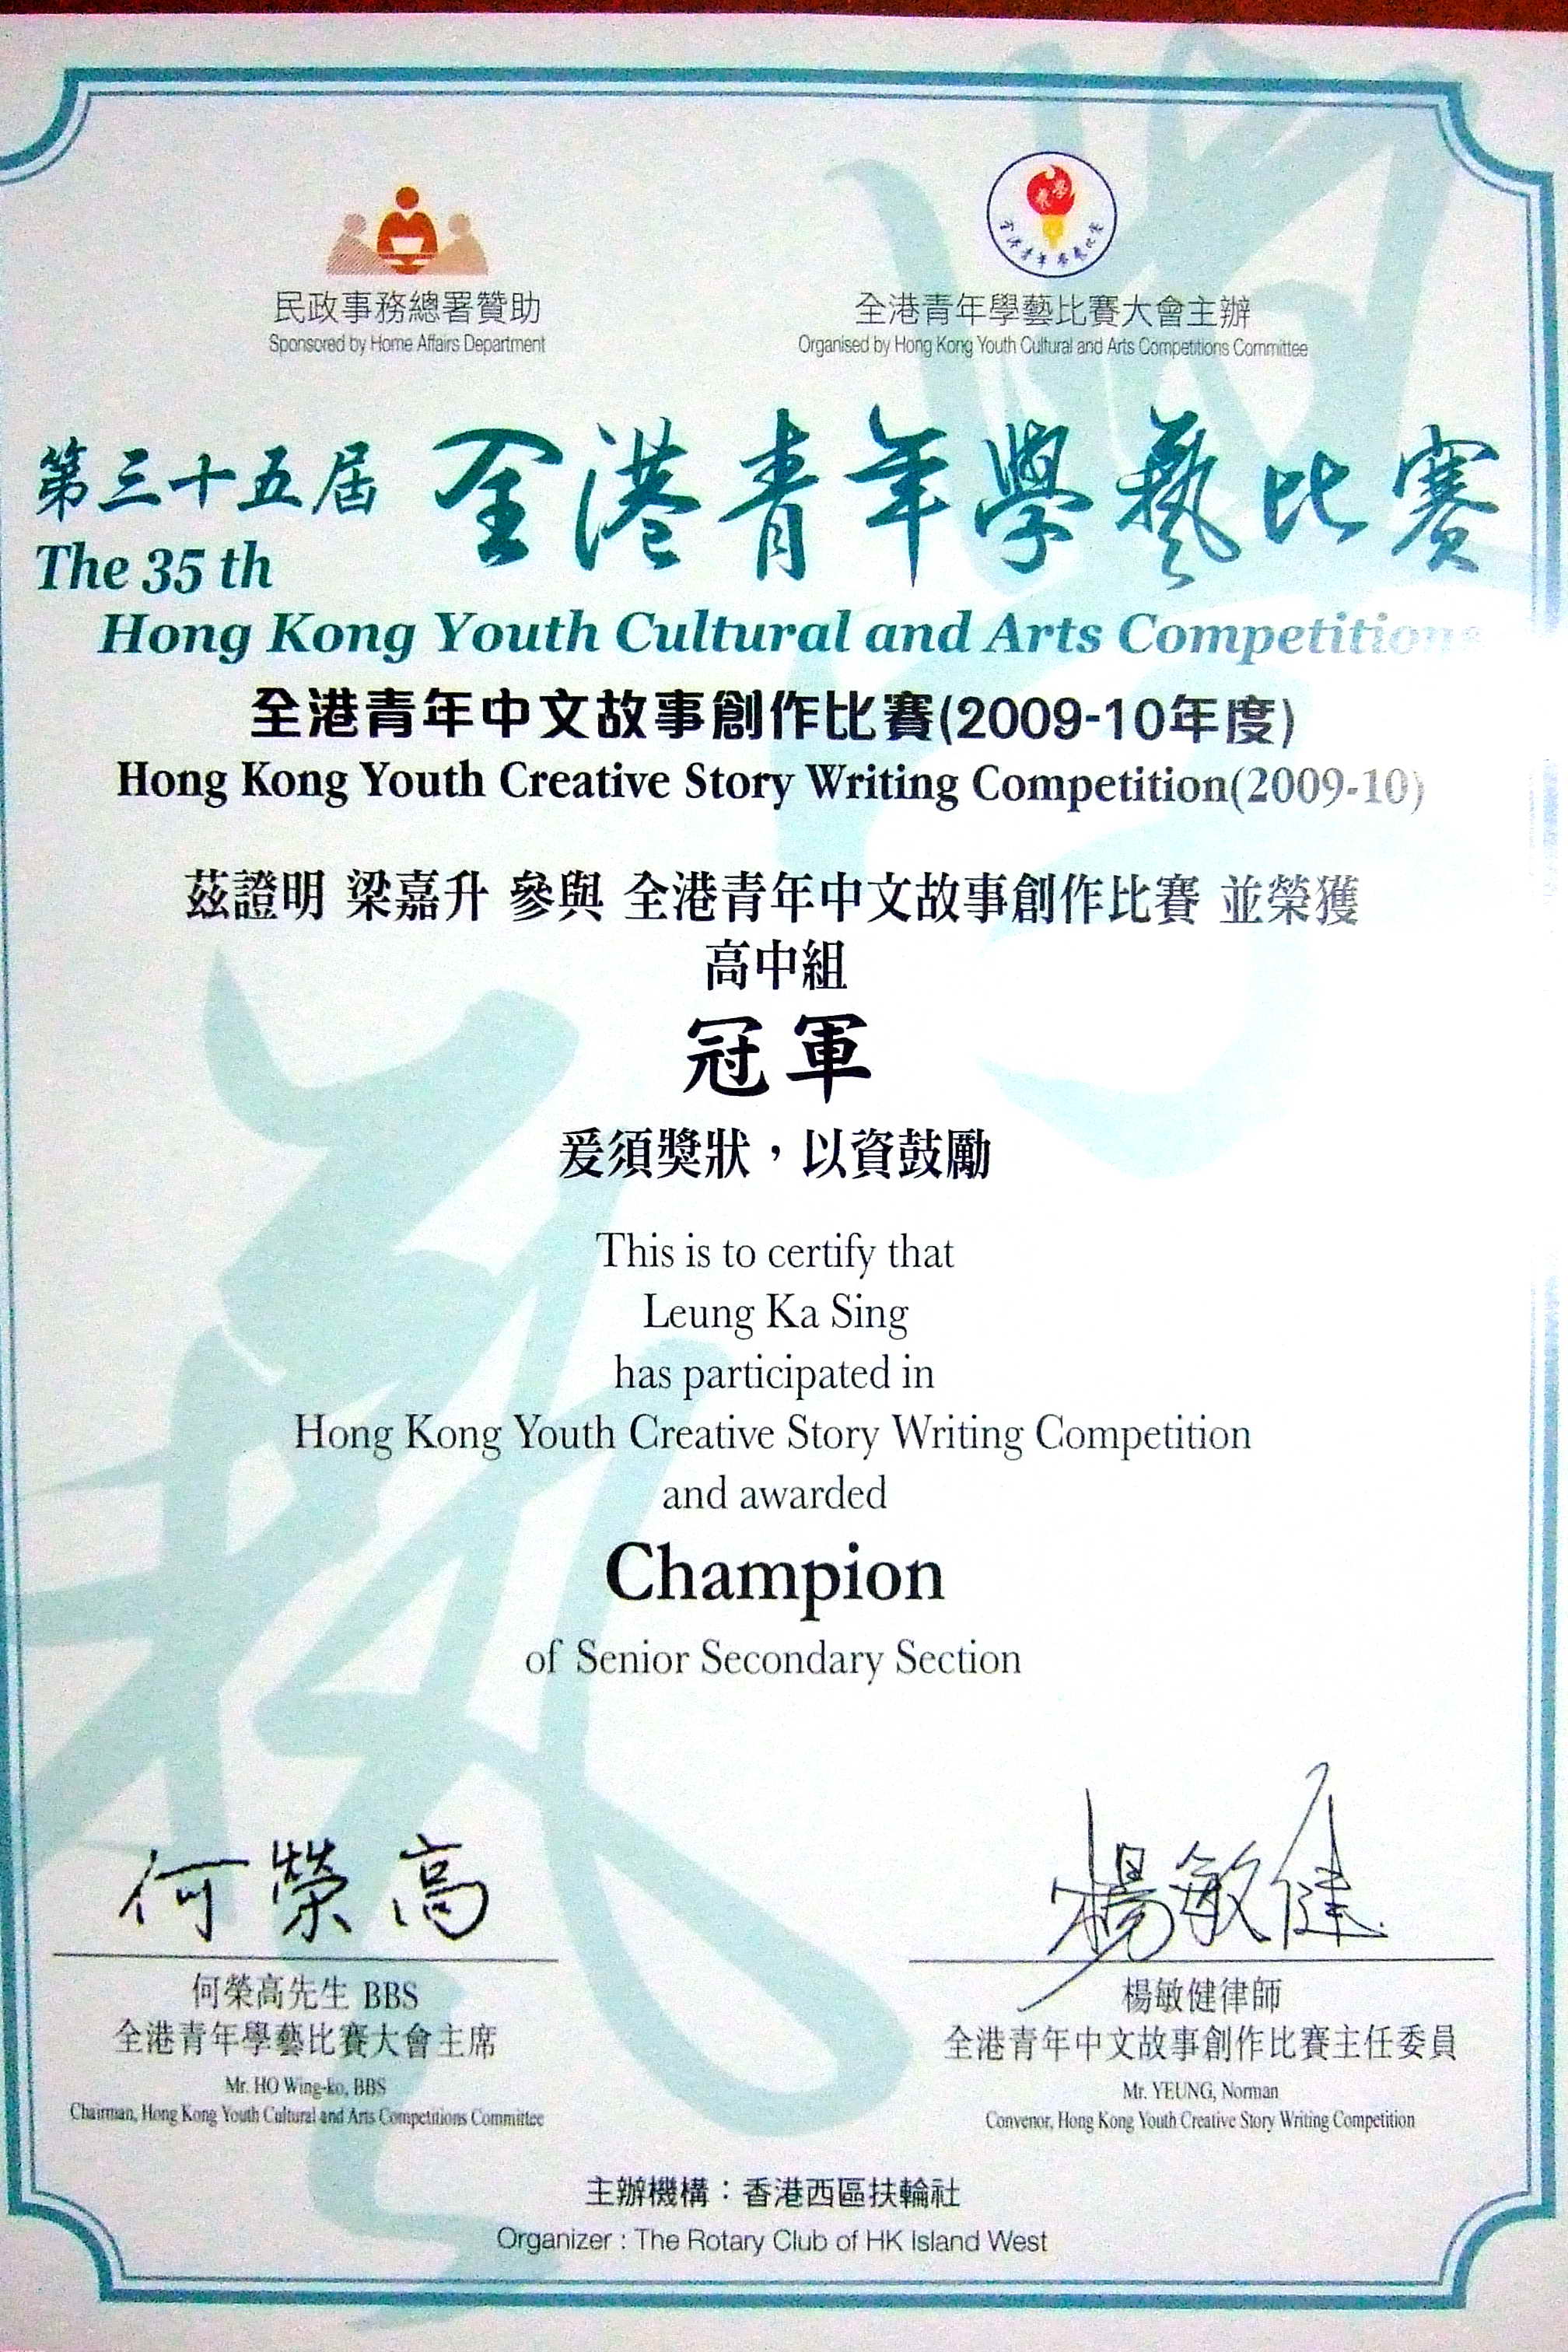 民政事務總署贊助
Sponsored by Home Affairs Department
全港青年學藝比賽大會主辦
Organised by Hong Kong Youth Cultural and Arts Competitions Committee
第三十五屆 全港青年學藝比賽
The 35 th
Hong Kong Youth Cultural and Arts Competitions
全港青年中文故事創作比賽(2009-10年度)
Hong Kong Youth Creative Story Writing Competition(2009-10)
茲證明 梁嘉升 參與 全港青年中文故事創作比賽 並榮獲
高中組
冠軍
爰須獎狀，以資鼓勵
This is to certify that
Leung Ka Sing
has participated in
Hong Kong Youth Creative Story Writing Competition
and awarded
Champion
of Senior Secondary Section
何榮高
何榮高先生 BBS
全港青年學藝比賽大會主席
Mr. HO Wing-ko, BBS
Chairman, Hong Kong Youth Cultural and Arts Competitions Committee
楊敏健
楊敏健律師
全港青年中文故事創作比賽主任委員
Mr. YEUNG, Norman
Convenor, Hong Kong Youth Creative Story Writing Competition
主辦機構：香港西區扶輪社
Organizer : The Rotary Club of HK Island West